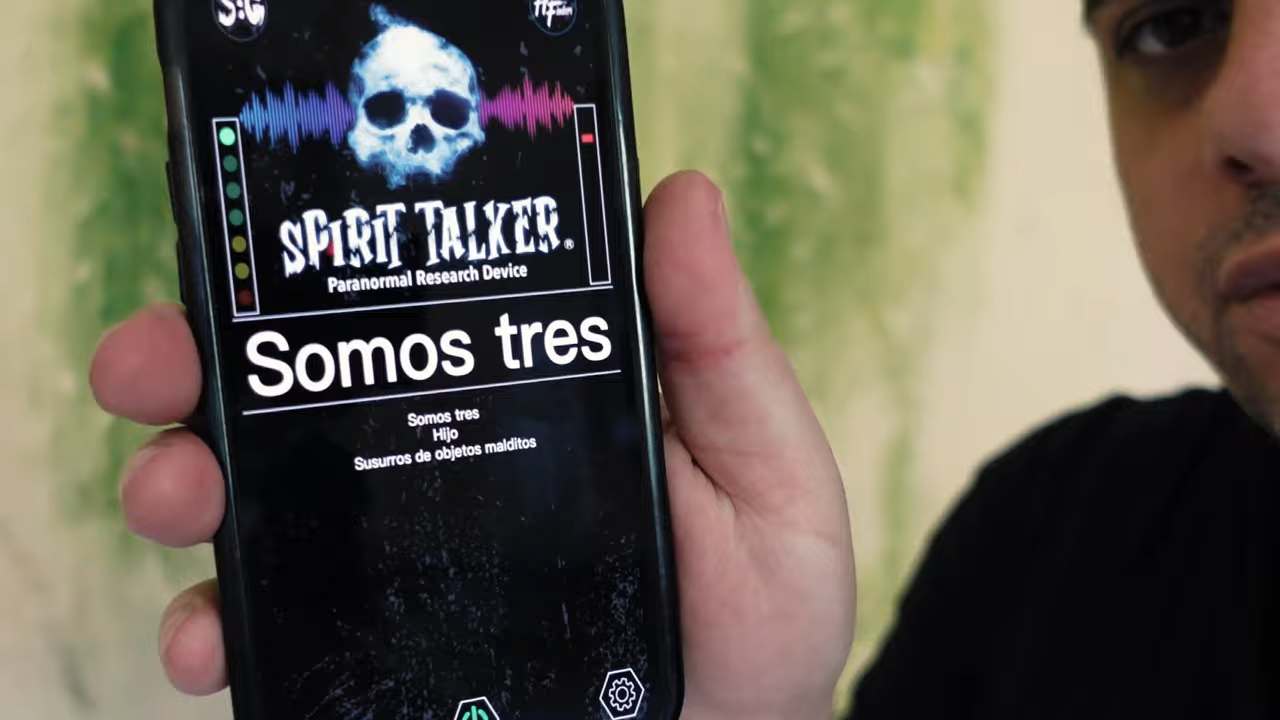 S:G
SPIRIT TALKER®
Paranormal Research Device
Somos tres
Somos tres
Hijo
Susurros de objetos malditos